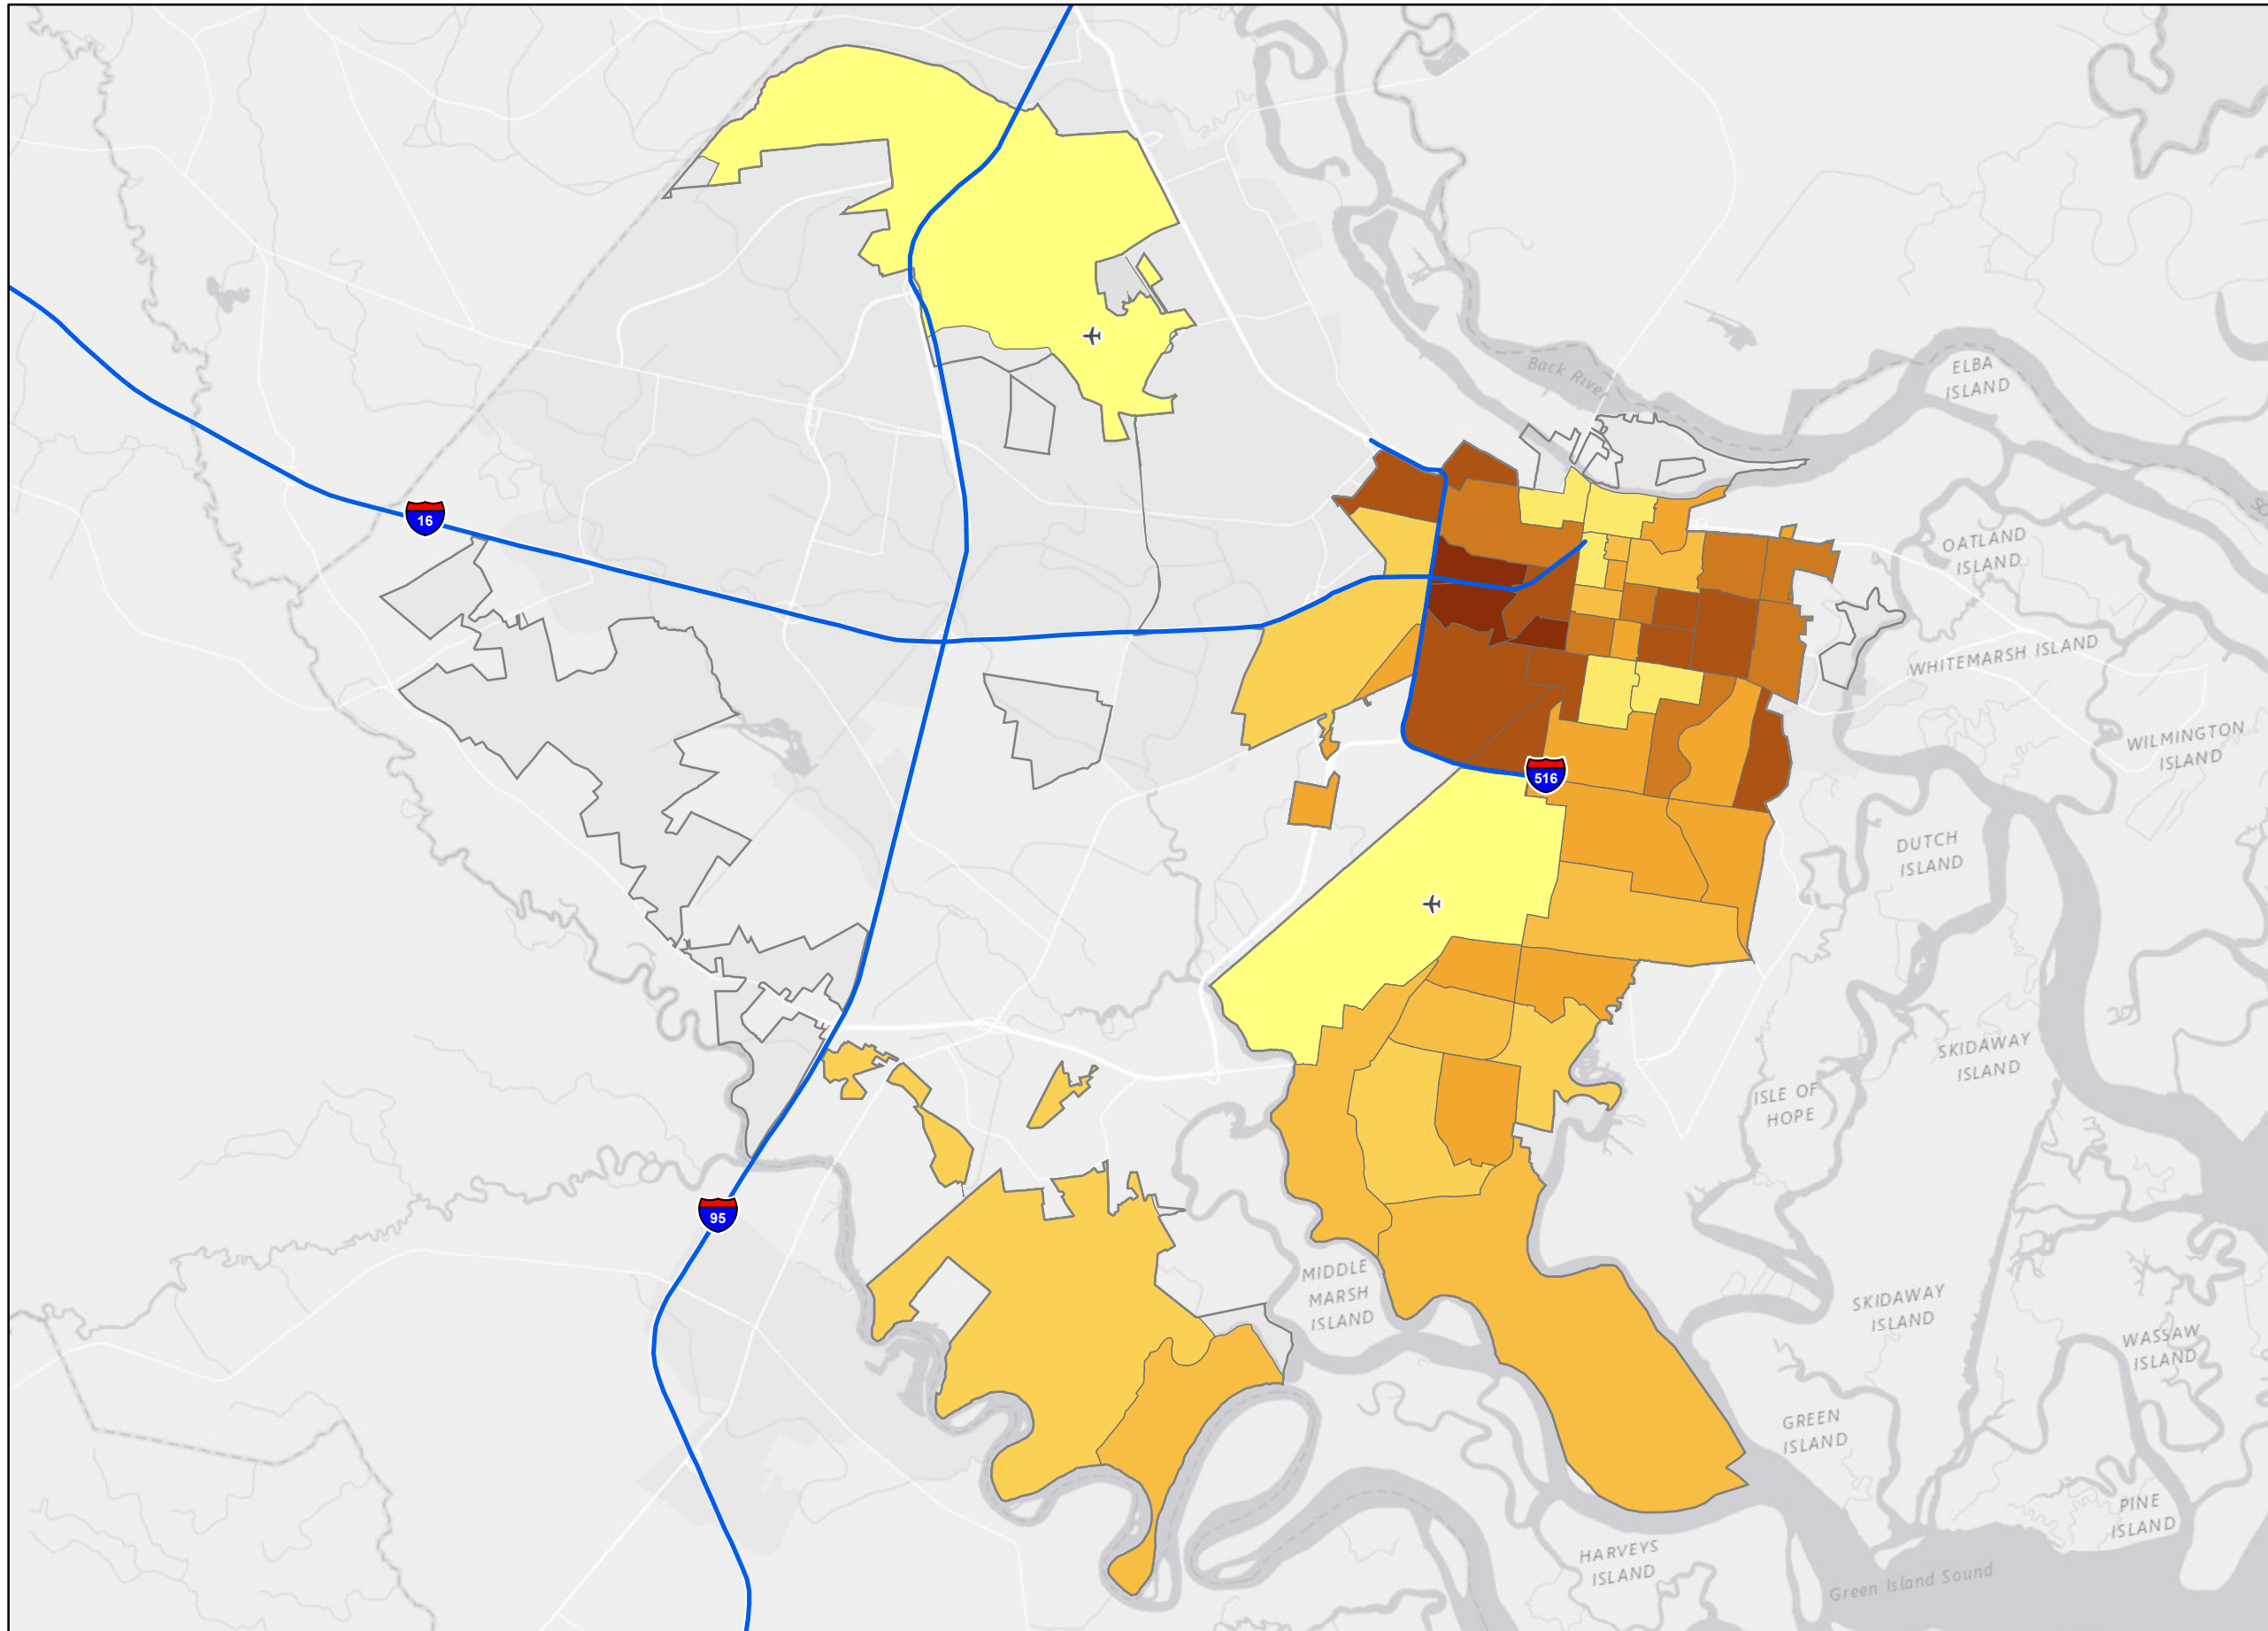 Back River
ELBA
ISLAND
16
OATLAND
ISLAND
WHITEMARSH ISLAND
WILMINGTON
ISLAND
516
DUTCH
ISLAND
SKIDAWAY
ISLAND
ISLE OF
HOPE
95
MIDDLE
MARSH
ISLAND
SKIDAWAY
ISLAND
WASSAW
ISLAND
GREEN
ISLAND
PINE
ISLAND
HARVEYS
ISLAND
Green Island Sound